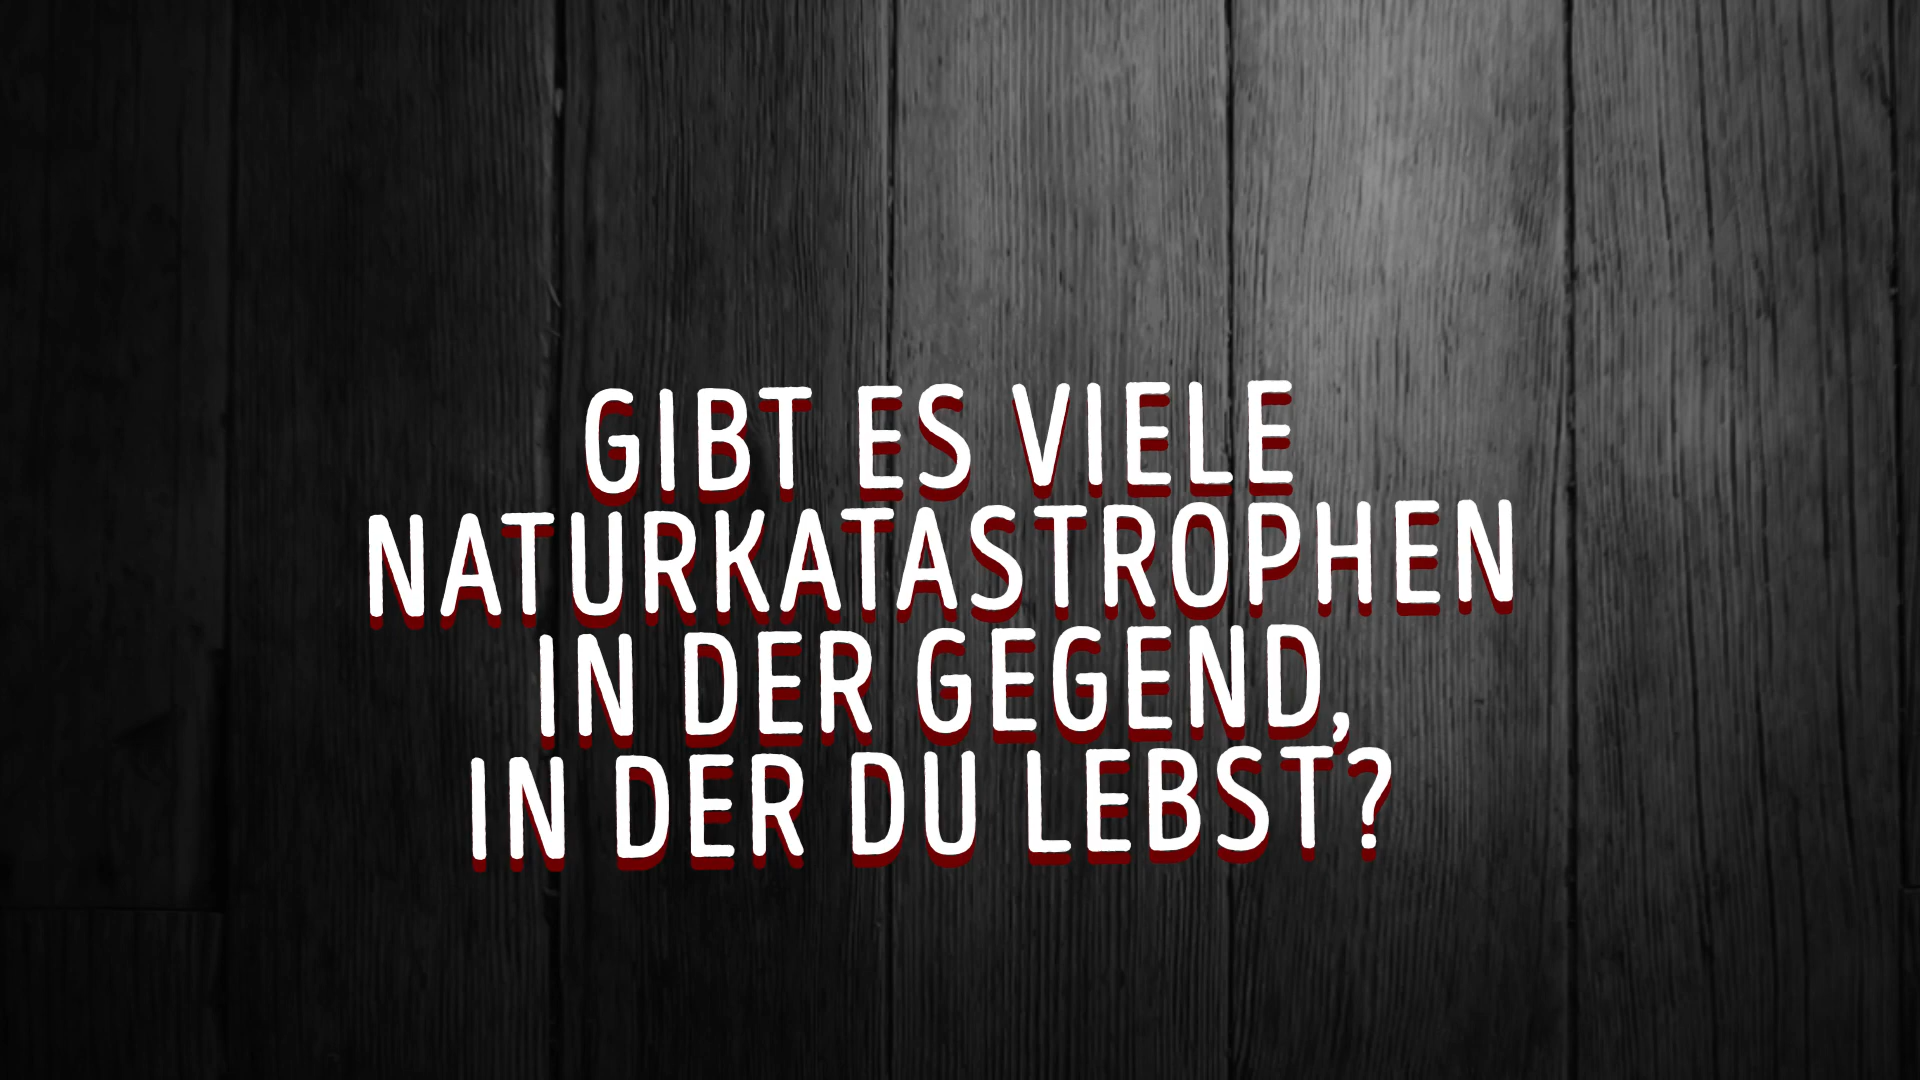 GIBT ES VIELE
NATURKATASTROPHEN
IN DER GEGEND,
IN DER DU LEBST?